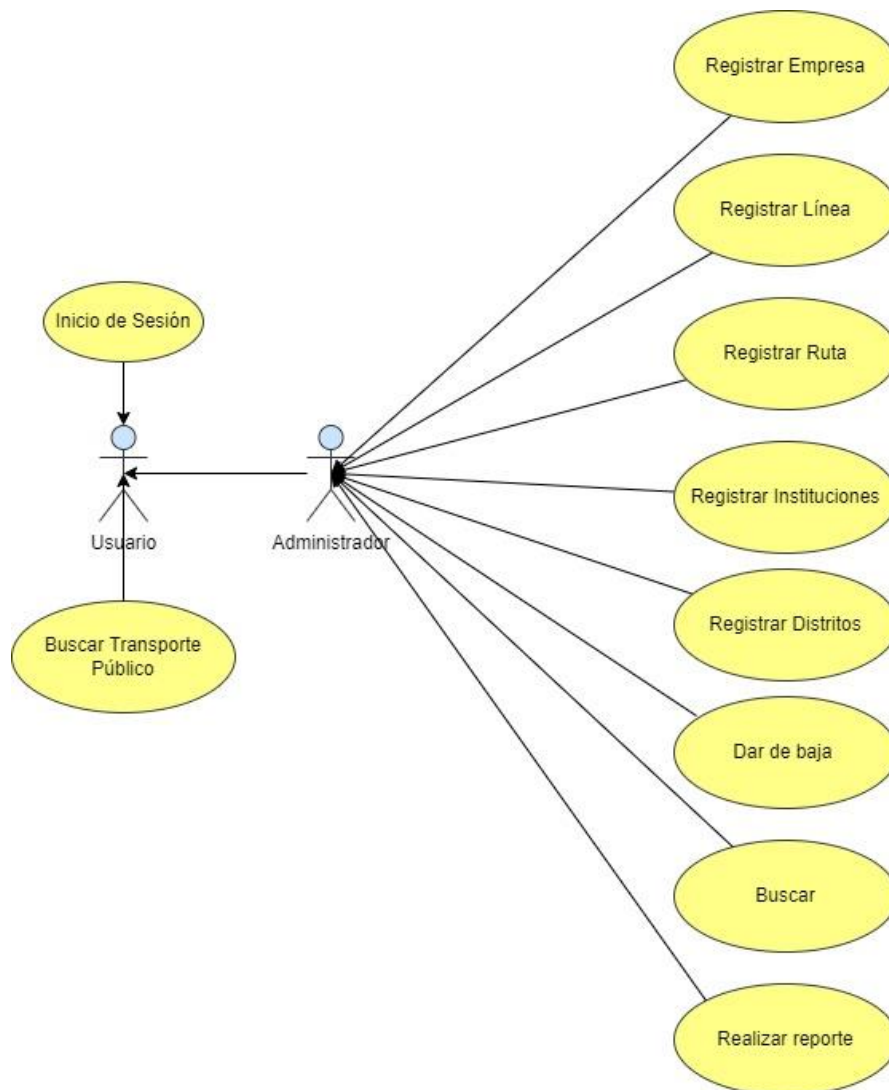 Registrar Empresa
Registrar Línea
Inicio de Sesión
Registrar Ruta
Registrar Instituciones
Usuario
Administrador
Registrar Distritos
Buscar Transporte
Público
Dar de baja
Buscar
Realizar reporte